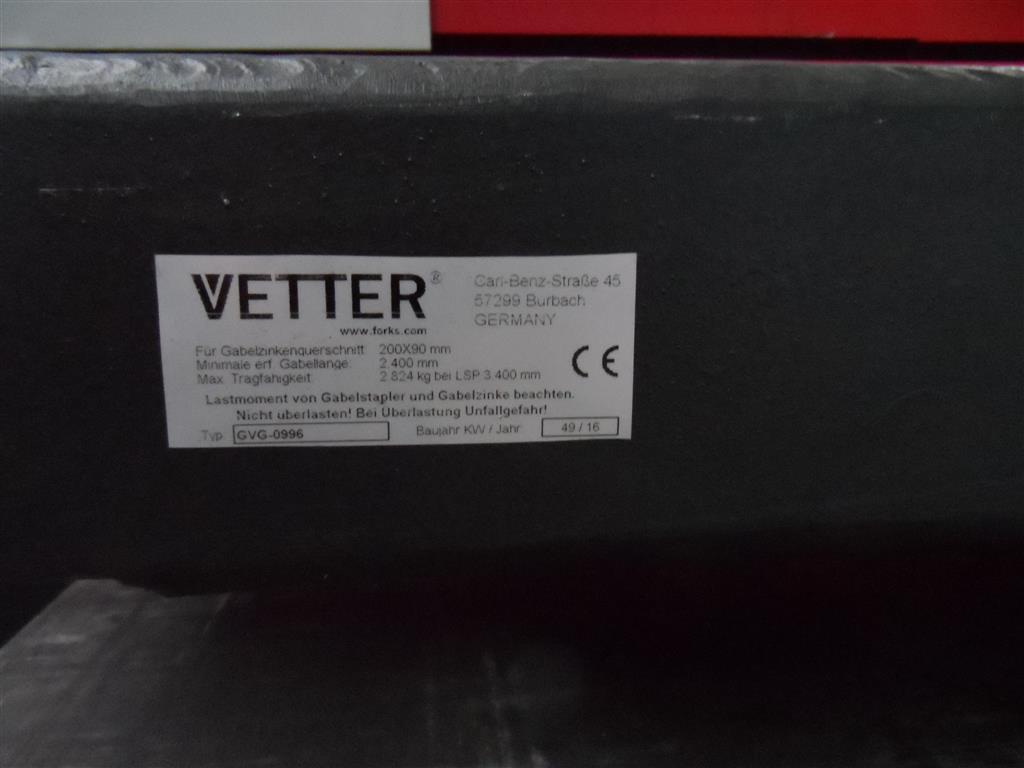 VETTER®
www.forks.com
Carl-Benz-Straße 45
57299 Burbach
GERMANY
Für Gabelzinkenquerschnitt: 200X90 mm
Minimale erf. Gabellänge: 2.400 mm
Max. Tragfähigkeit: 2.824 kg bei LSP 3.400 mm
CE
Lastmoment von Gabelstapler und Gabelzinke beachten.
Nicht überlasten! Bei Überlastung Unfallgefahr!
Typ: GVG-0996 Baujahr KW / Jahr: 49 / 16